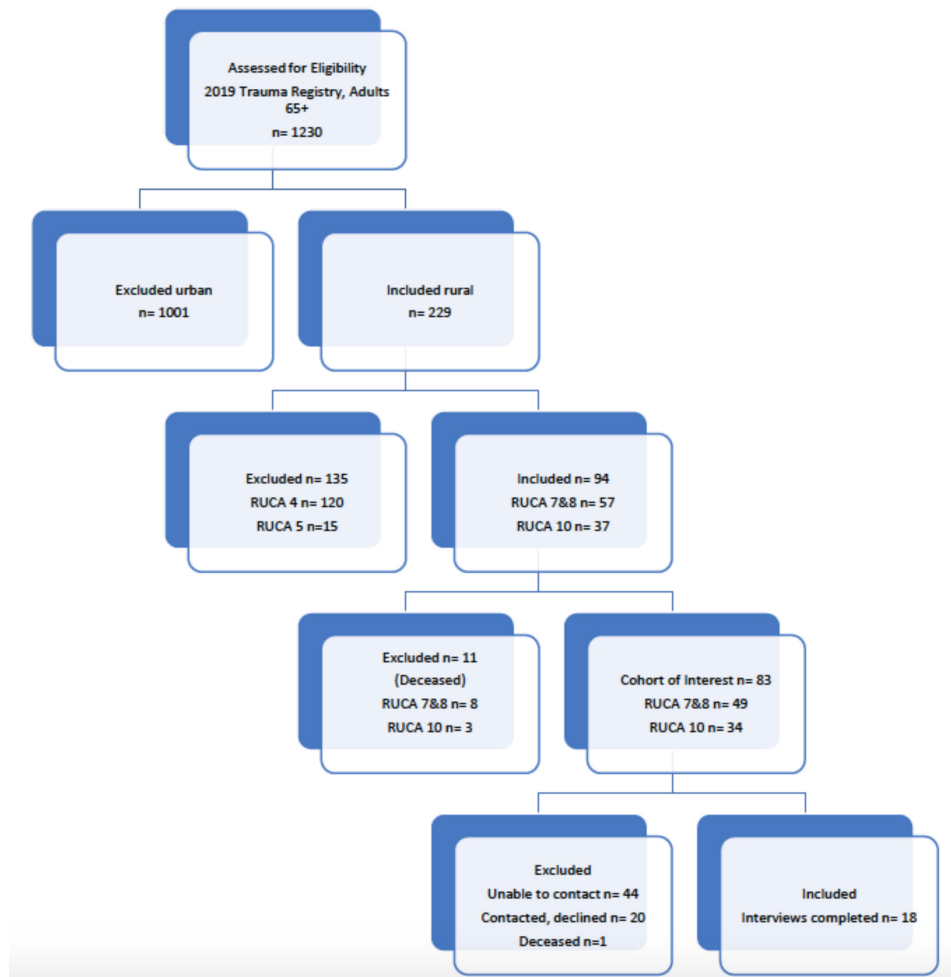 Assessed for Eligibility
2019 Trauma Registry, Adults
65+
n= 1230
Excluded urban
n= 1001
Included rural
n= 229
Excluded n= 135
RUCA 4 n= 120
RUCA 5 n=15
Included n= 94
RUCA 7&8 n= 57
RUCA 10 n= 37
Excluded n= 11
(Deceased)
RUCA 7&8 n= 8
RUCA 10 n= 3
Cohort of Interest n= 83
RUCA 7&8 n= 49
RUCA 10 n= 34
Excluded
Unable to contact n= 44
Contacted, declined n= 20
Deceased n=1
Included
Interviews completed n= 18